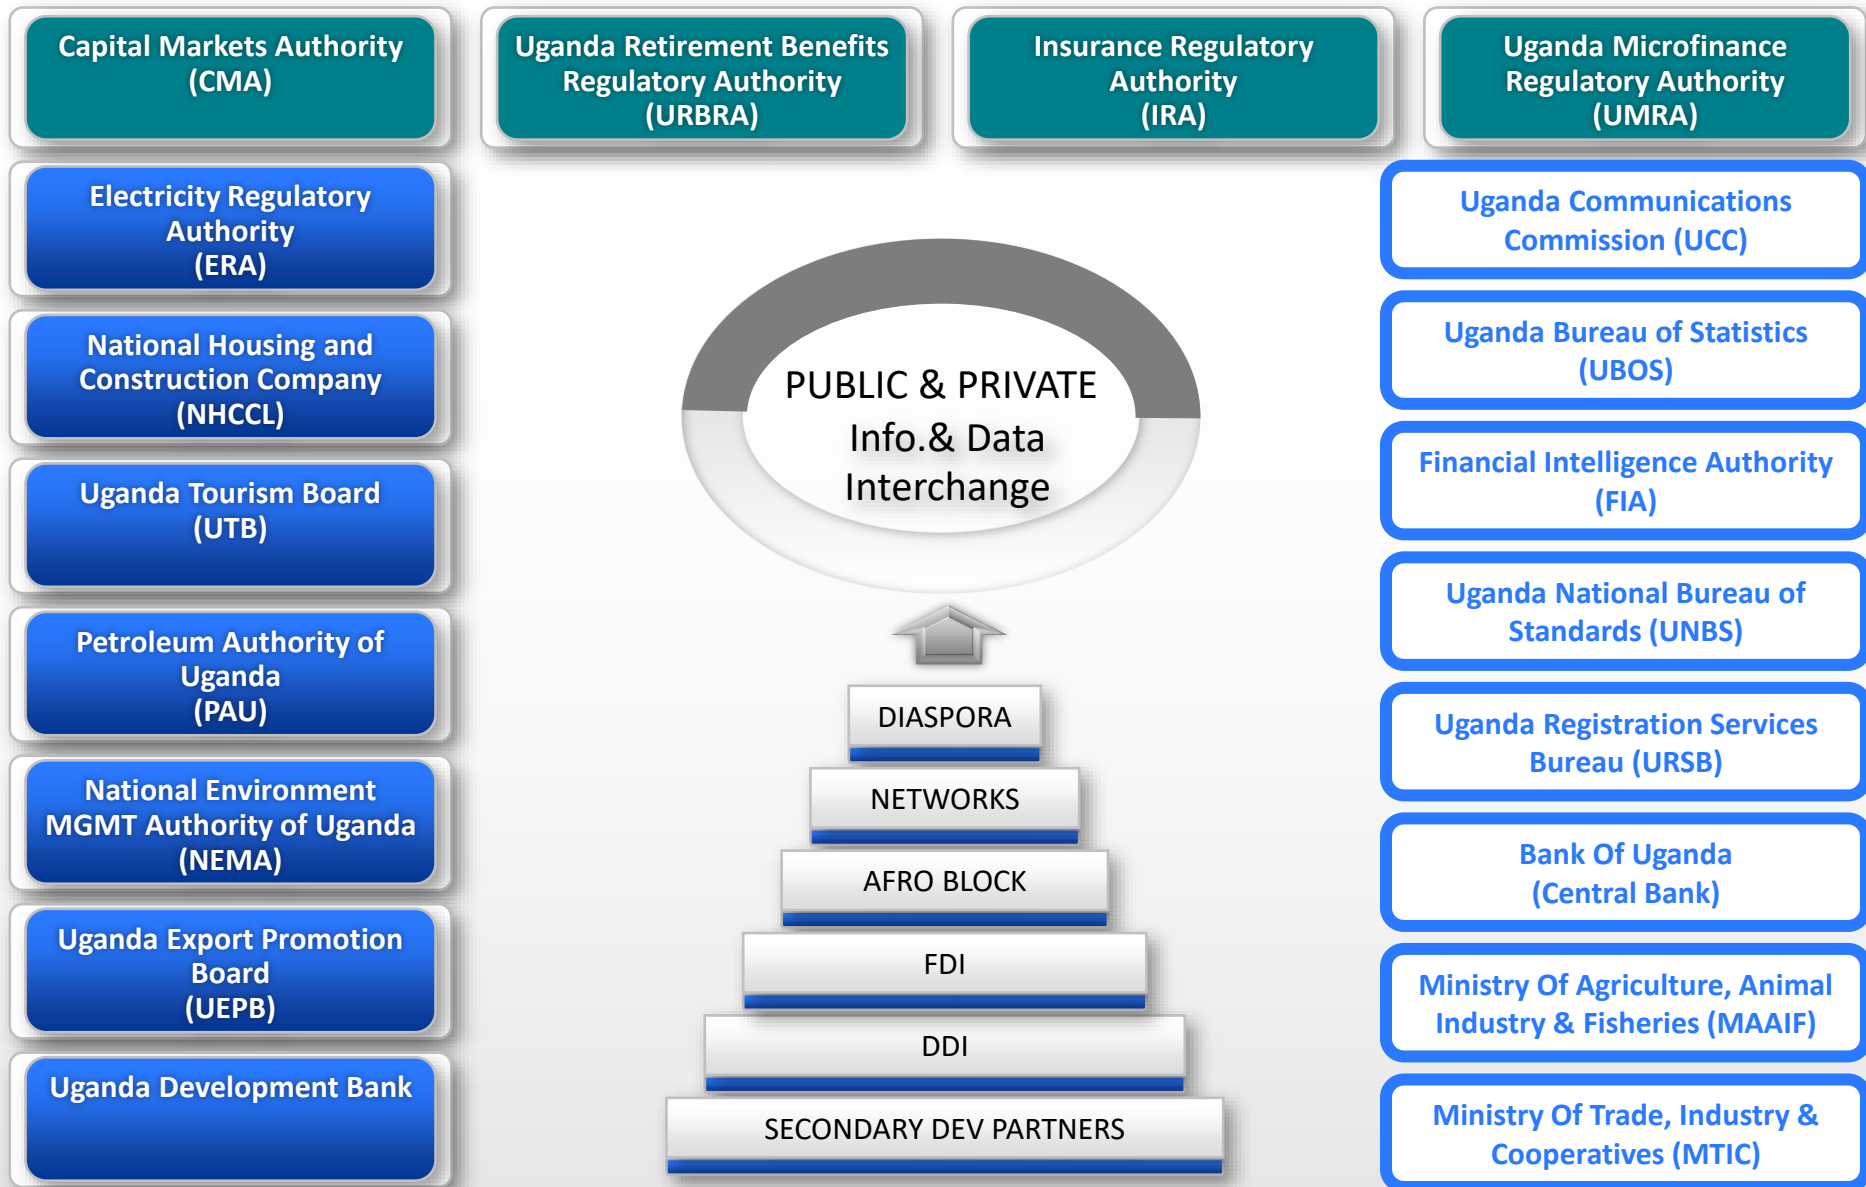 Capital Markets Authority
(CMA)
Uganda Retirement Benefits
Regulatory Authority
(URBRA)
Insurance Regulatory
Authority
(IRA)
Uganda Microfinance
Regulatory Authority
(UMRA)
Electricity Regulatory
Authority
(ERA)
National Housing and
Construction Company
(NHCCL)
Uganda Tourism Board
(UTB)
Petroleum Authority of
Uganda
(PAU)
National Environment
MGMT Authority of Uganda
(NEMA)
Uganda Export Promotion
Board
(UEPB)
Uganda Development Bank
PUBLIC & PRIVATE
Info.& Data
Interchange
DIASPORA
NETWORKS
AFRO BLOCK
FDI
DDI
SECONDARY DEV PARTNERS
Uganda Communications
Commission (UCC)
Uganda Bureau of Statistics
(UBOS)
Financial Intelligence Authority
(FIA)
Uganda National Bureau of
Standards (UNBS)
Uganda Registration Services
Bureau (URSB)
Bank Of Uganda
(Central Bank)
Ministry Of Agriculture, Animal
Industry & Fisheries (MAAIF)
Ministry Of Trade, Industry &
Cooperatives (MTIC)